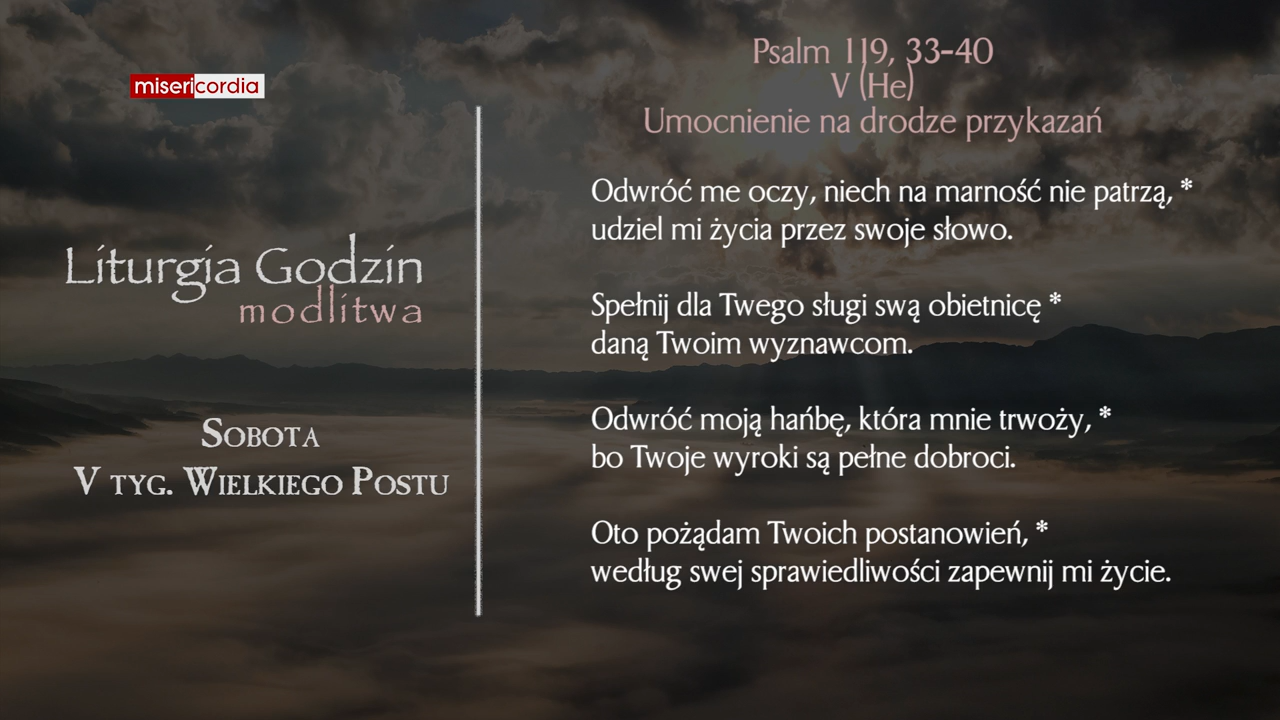 misericordia
Liturgia Godzin
modlitwa
Sobota
V tyg. Wielkiego Postu
Psalm 119, 33-40
V (He)
Umocnienie na drodze przykazań
Odwróć me oczy, niech na marność nie patrzą, *
udziel mi życia przez swoje słowo.
Spełnij dla Twego sługi swą obietnicę *
daną Twoim wyznawcom.
Odwróć moją hańbę, która mnie trwoży, *
bo Twoje wyroki są pełne dobroci.
Oto pożądam Twoich postanowień, *
według swej sprawiedliwości zapewnij mi życie.